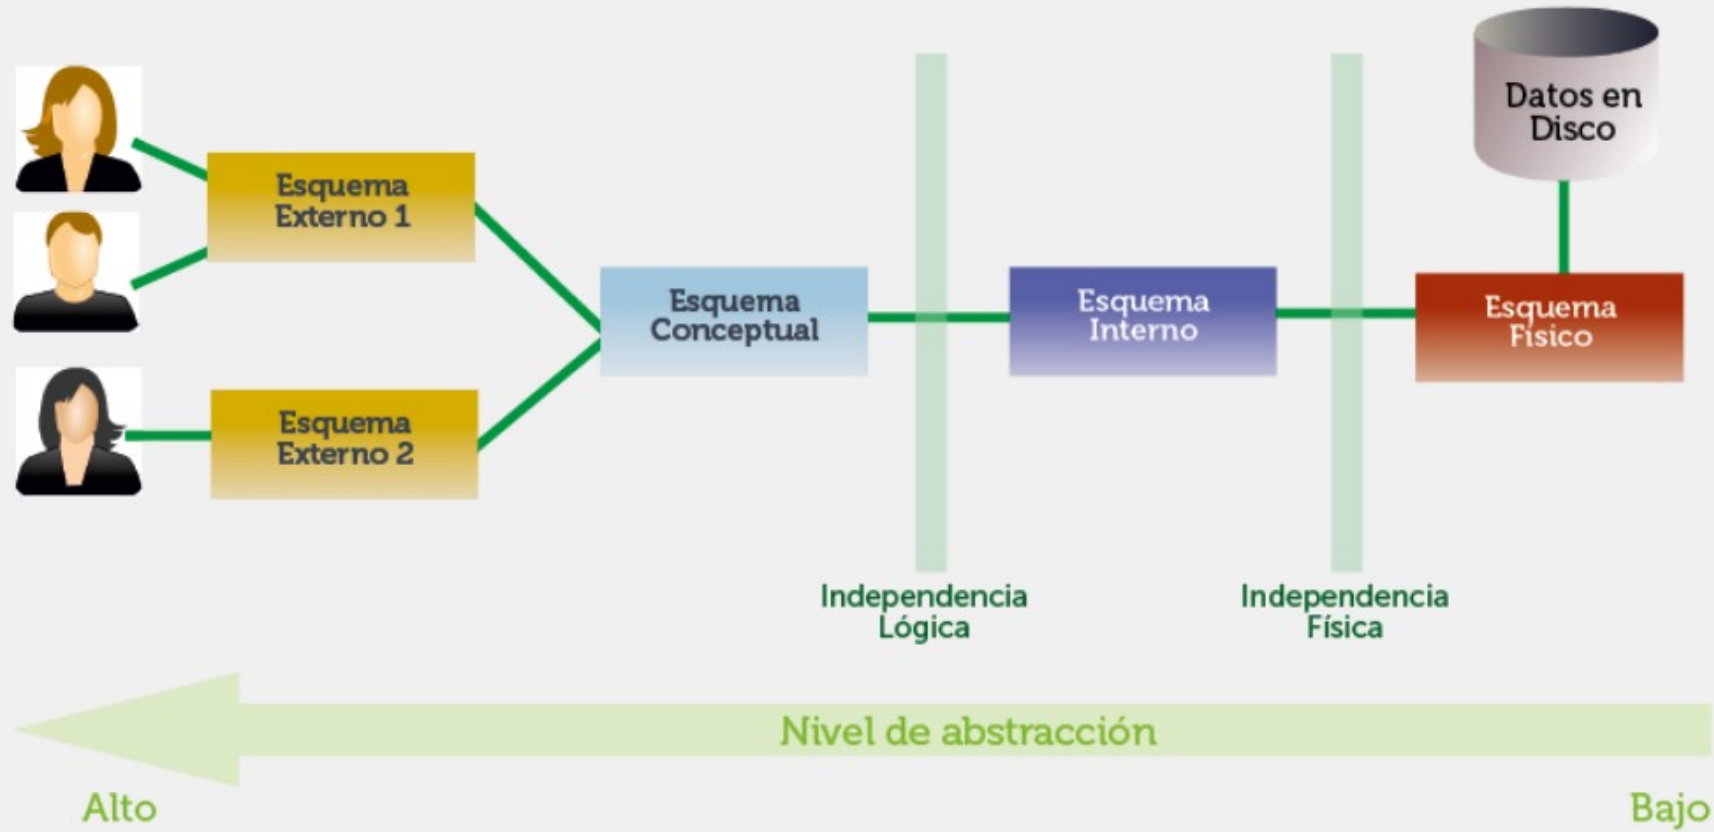 Datos en
Disco
Esquema
Externo 1
Esquema
Externo 2
Esquema
Conceptual
Esquema
Interno
Esquema
Físico
Independencia
Lógica
Independencia
Física
Nivel de abstracción
Alto
Bajo